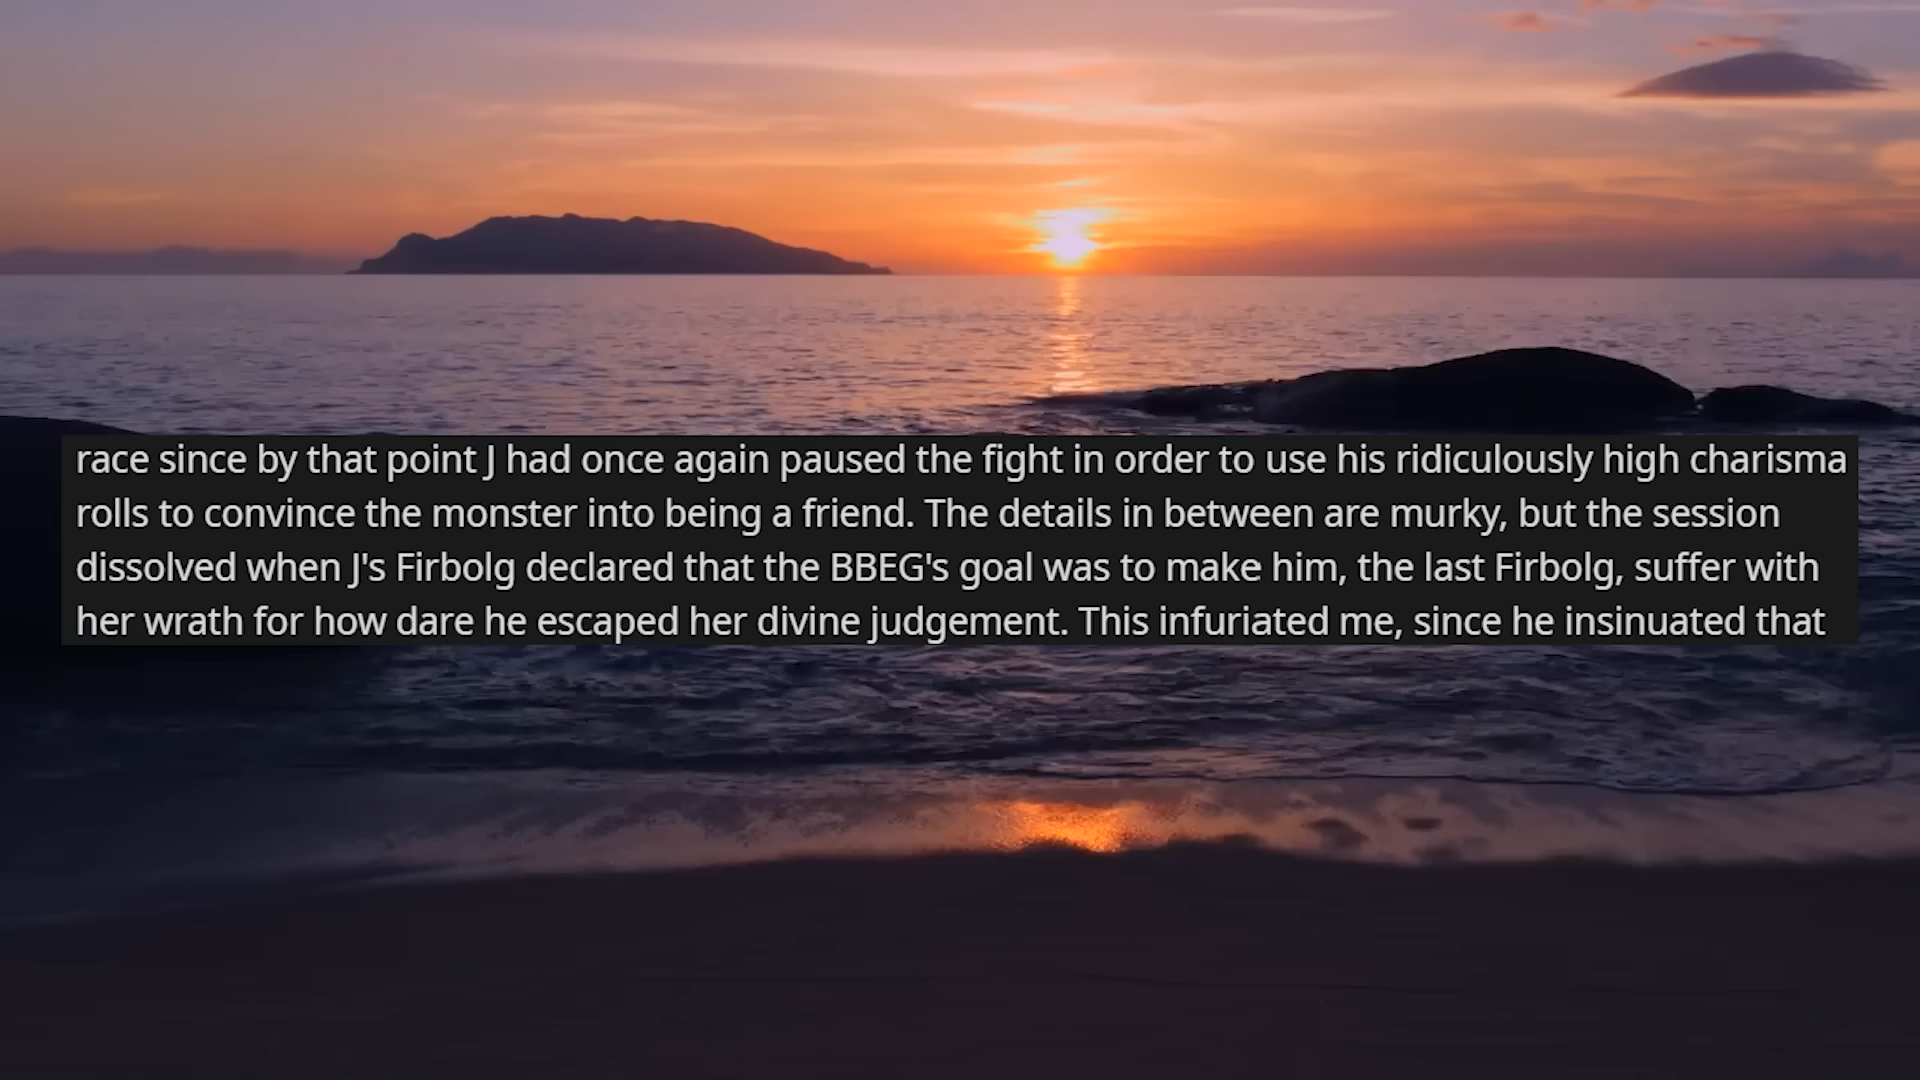 race since by that point J had once again paused the fight in order to use his ridiculously high charisma
rolls to convince the monster into being a friend. The details in between are murky, but the session
dissolved when J's Firbolg declared that the BBEG's goal was to make him, the last Firbolg, suffer with
her wrath for how dare he escaped her divine judgement. This infuriated me, since he insinuated that